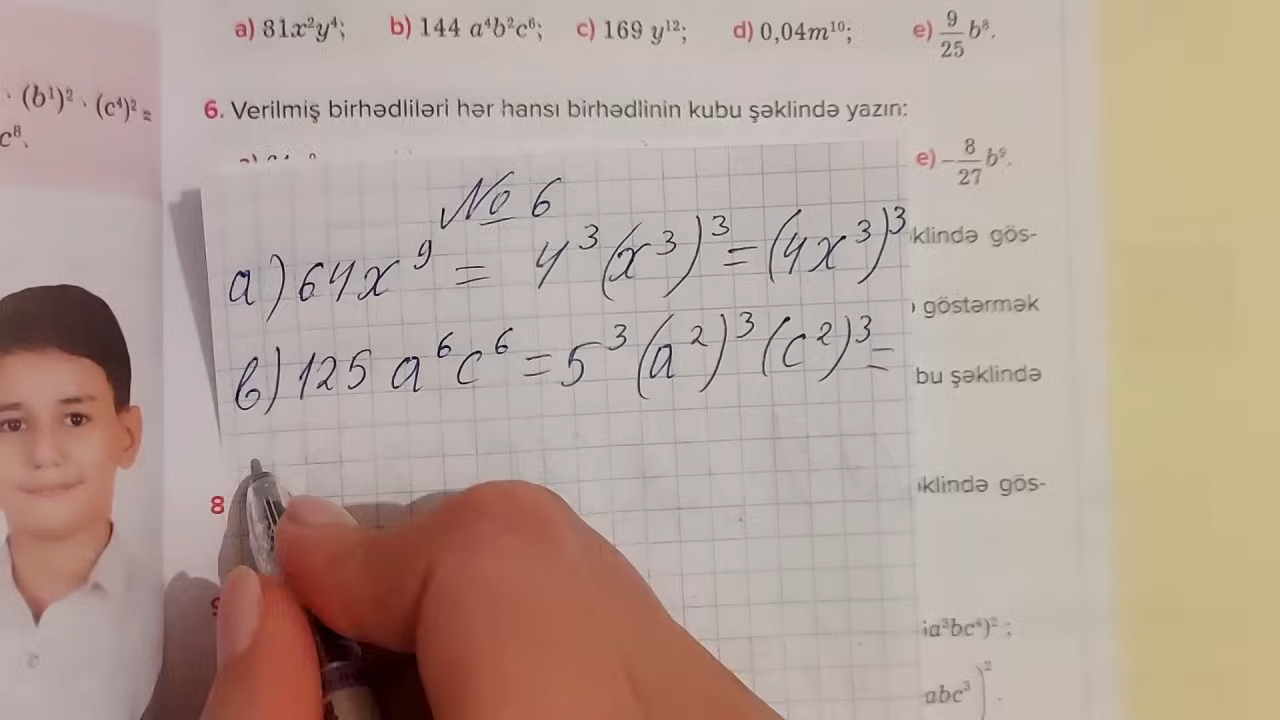 a) 81x²y⁴; b) 144 a⁴b²c⁶; c) 169 y¹²; d) 0,04m¹⁰; e) 9/25 b⁸.
· (b¹)² · (c⁴)² =
c⁸.
6. Verilmiş birhədliləri hər hansı birhədlinin kubu şəklində yazın:
e) -8/27 b⁹.
№ 6
a) 64x⁹ = 4³(x³)³ = (4x³)³
klində gös-
göstərmək
в) 125 a⁶c⁶ = 5³(a²)³(c²)³ =
bu şəklində
klində gös-
8
a³bc⁴)² ;
abc³)² .